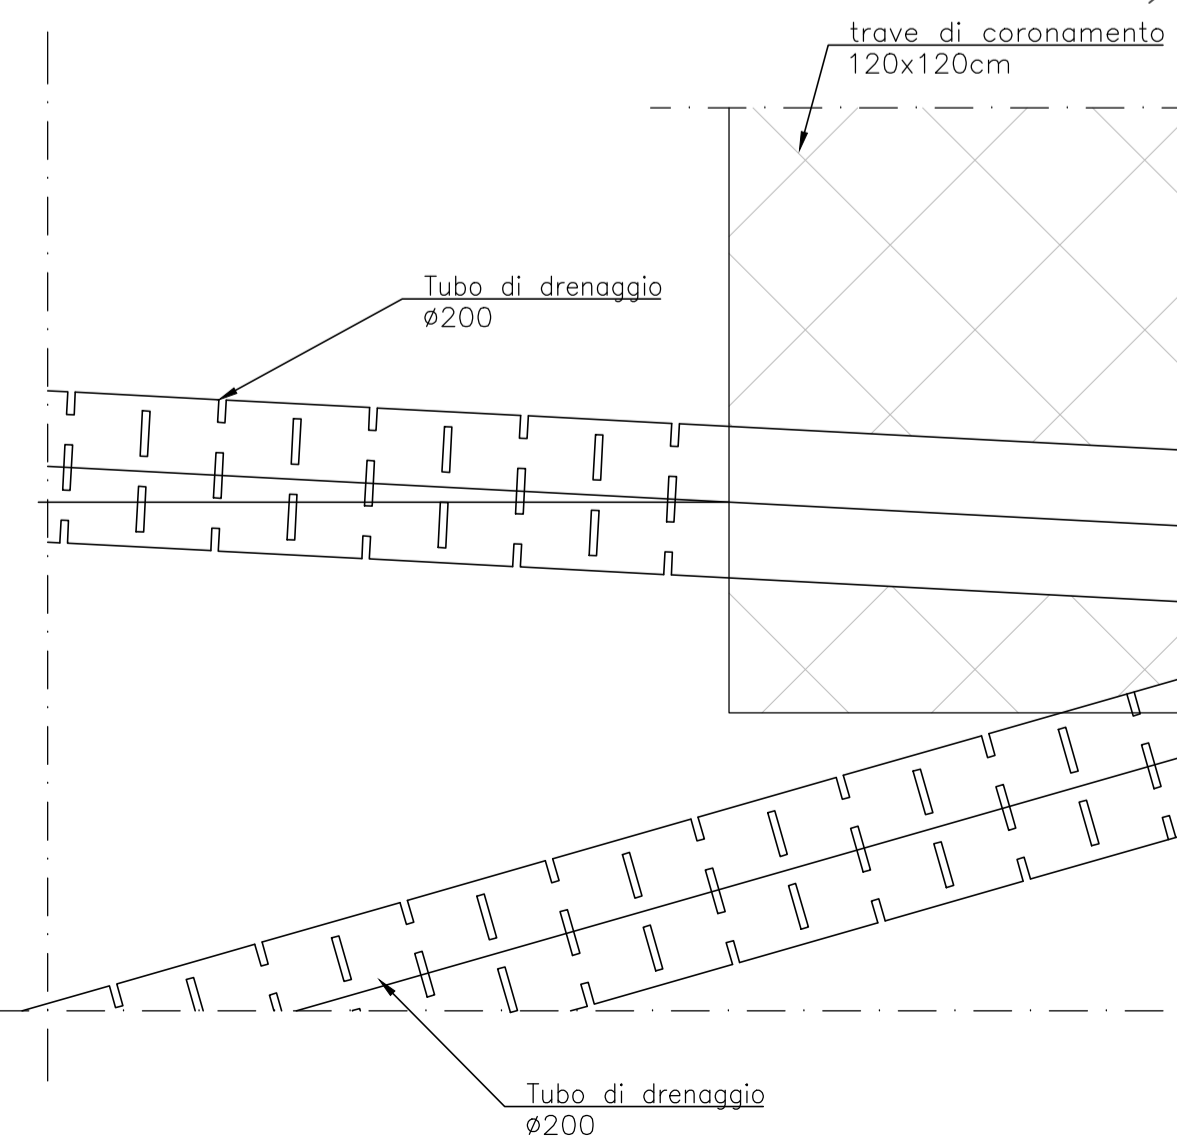 trave di coronamento
120x120cm
Tubo di drenaggio
ø200
Tubo di drenaggio
ø200